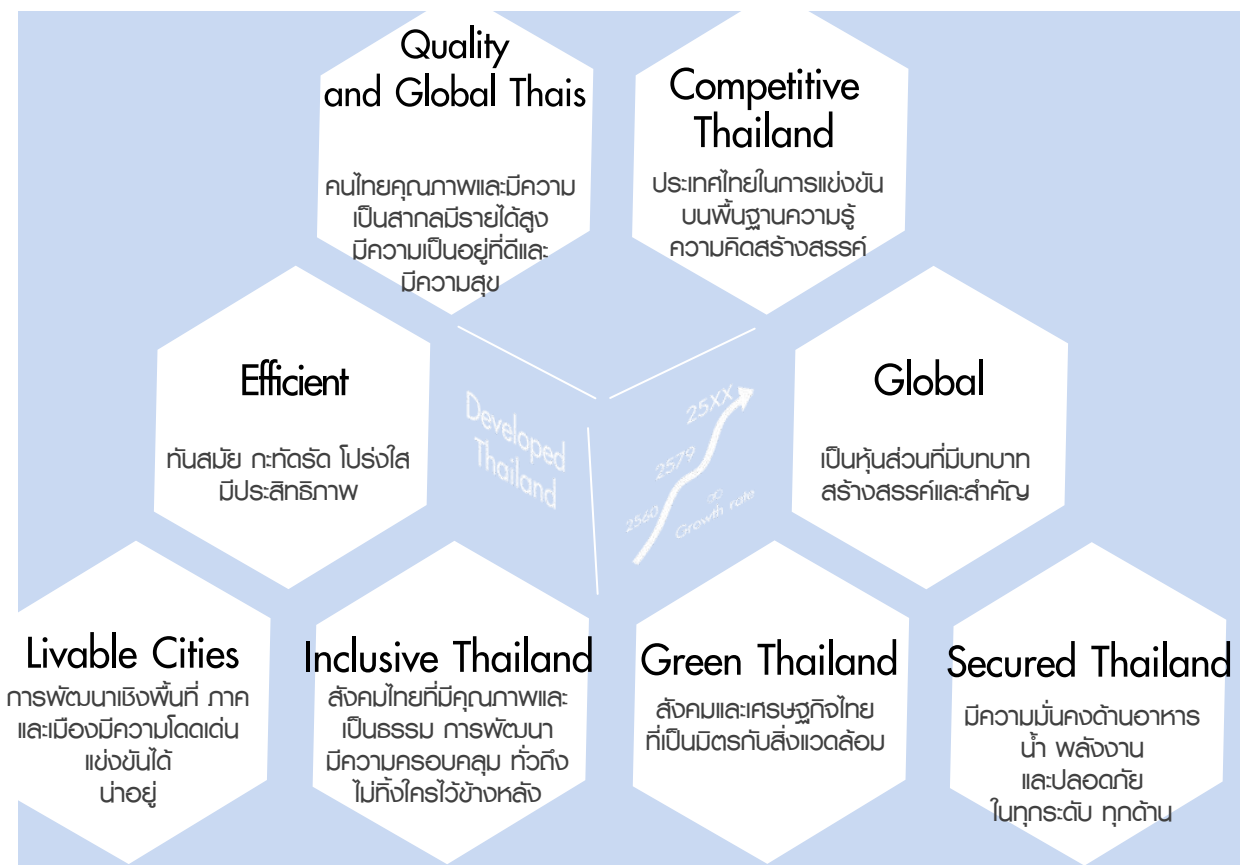 Quality
and Global Thais
คนไทยคุณภาพและมีความ
เป็นสากลมีรายได้สูง
มีความเป็นอยู่ที่ดีและ
มีความสุข
Competitive
Thailand
ประเทศไทยในการแข่งขัน
บนพื้นฐานความรู้
ความคิดสร้างสรรค์
Efficient
ทันสมัย กะทัดรัด โปร่งใส
มีประสิทธิภาพ
Developed
Thailand
25XX
2579
2560
∞
Growth rate
Global
เป็นหุ้นส่วนที่มีบทบาท
สร้างสรรค์และสำคัญ
Livable Cities
การพัฒนาเชิงพื้นที่ ภาค
และเมืองมีความโดดเด่น
แข่งขันได้
น่าอยู่
Inclusive Thailand
สังคมไทยที่มีคุณภาพและ
เป็นธรรม การพัฒนา
มีความครอบคลุม ทั่วถึง
ไม่ทิ้งใครไว้ข้างหลัง
Green Thailand
สังคมและเศรษฐกิจไทย
ที่เป็นมิตรกับสิ่งแวดล้อม
Secured Thailand
มีความมั่นคงด้านอาหาร
น้ำ พลังงาน
และปลอดภัย
ในทุกระดับ ทุกด้าน